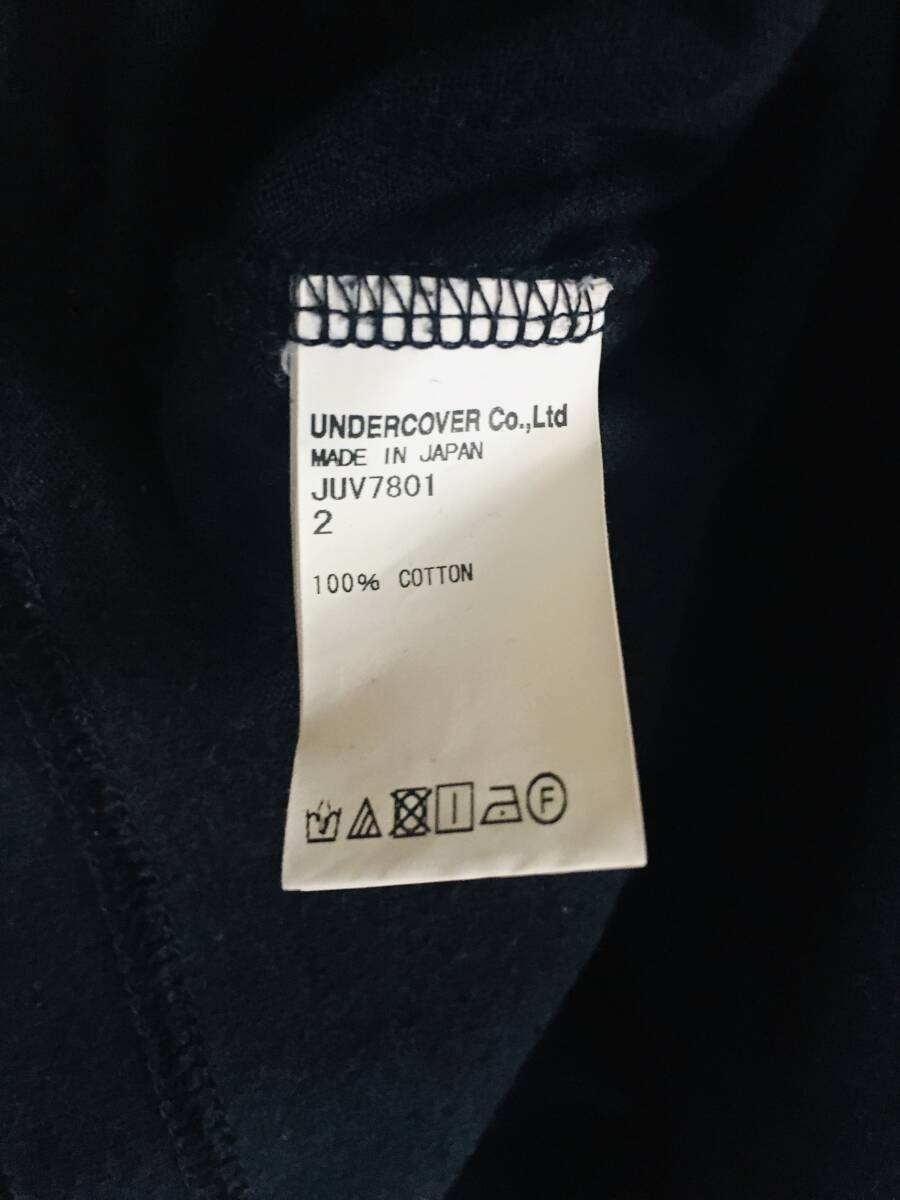 UNDERCOVER Co.,Ltd
MADE IN JAPAN
JUV7801
2
100% COTTON
F